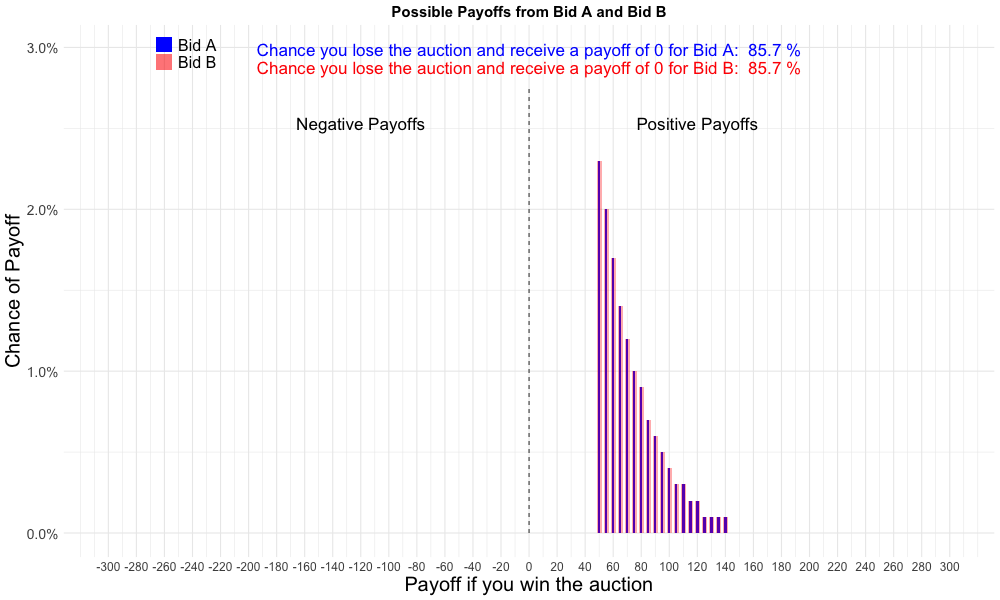 Possible Payoffs from Bid A and Bid B
Bid A
Bid B
Chance you lose the auction and receive a payoff of 0 for Bid A:  85.7 %
Chance you lose the auction and receive a payoff of 0 for Bid B:  85.7 %
Negative Payoffs
Positive Payoffs
Chance of Payoff
3.0%
2.0%
1.0%
0.0%
-300 -280 -260 -240 -220 -200 -180 -160 -140 -120 -100 -80 -60 -40 -20 0 20 40 60 80 100 120 140 160 180 200 220 240 260 280 300
Payoff if you win the auction